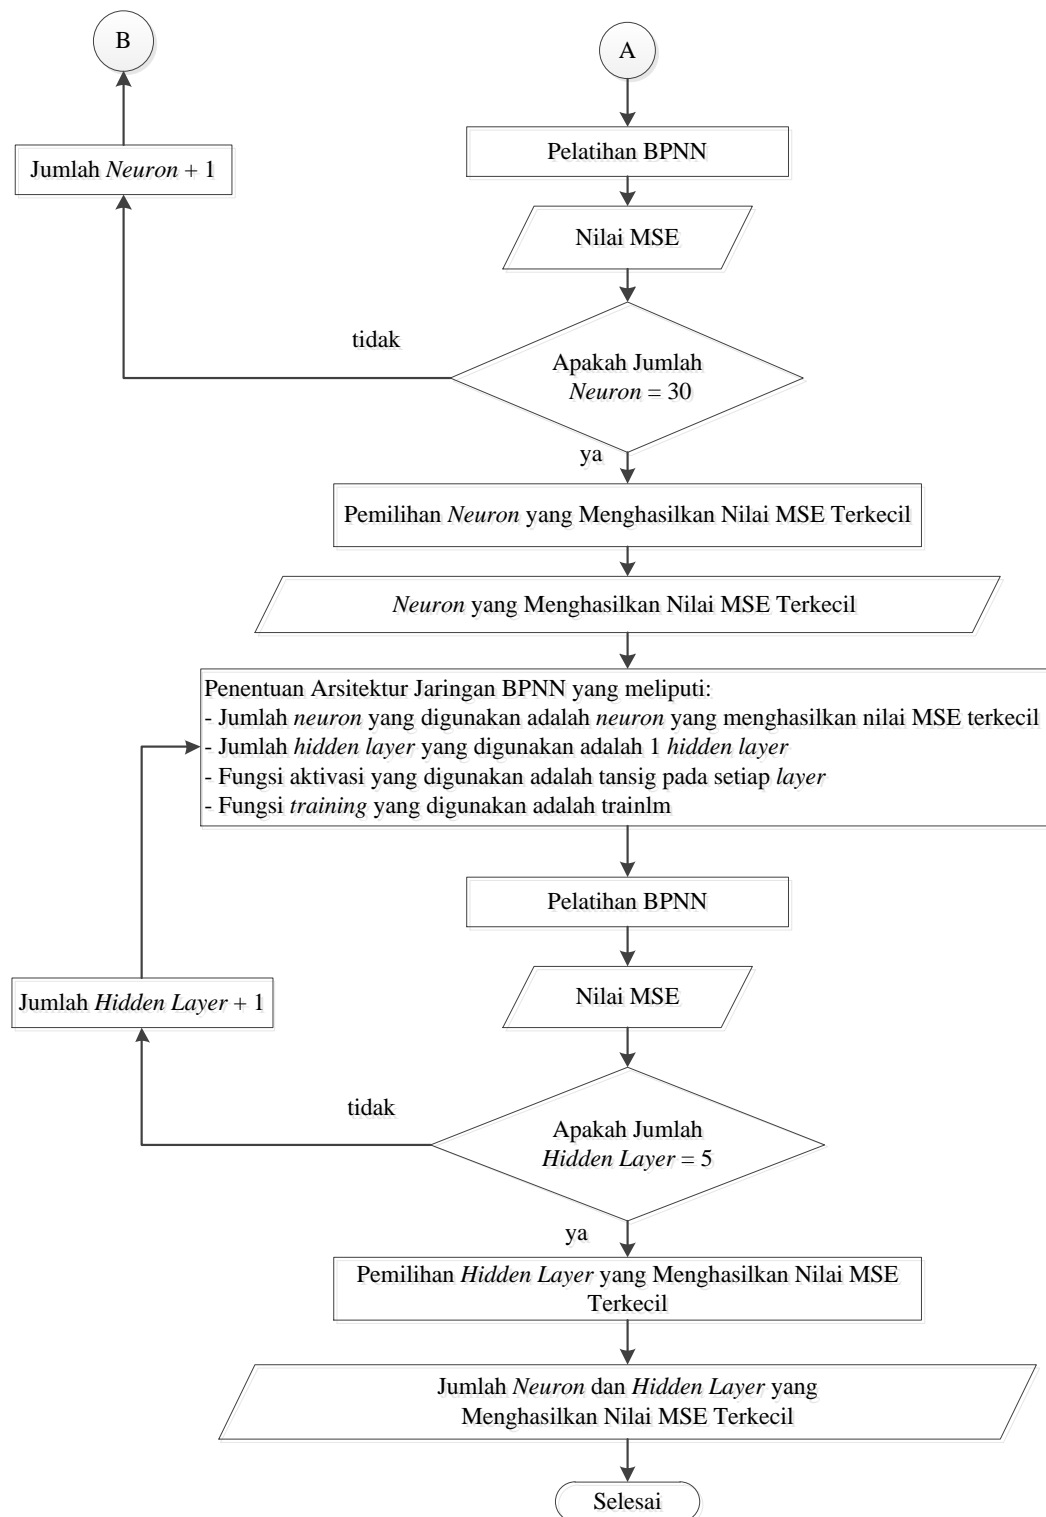 B
A
Jumlah Neuron + 1
Pelatihan BPNN
Nilai MSE
tidak
Apakah Jumlah
Neuron = 30
ya
Pemilihan Neuron yang Menghasilkan Nilai MSE Terkecil
Neuron yang Menghasilkan Nilai MSE Terkecil
Penentuan Arsitektur Jaringan BPNN yang meliputi:
- Jumlah neuron yang digunakan adalah neuron yang menghasilkan nilai MSE terkecil
- Jumlah hidden layer yang digunakan adalah 1 hidden layer
- Fungsi aktivasi yang digunakan adalah tansig pada setiap layer
- Fungsi training yang digunakan adalah trainlm
Pelatihan BPNN
Jumlah Hidden Layer + 1
Nilai MSE
tidak
Apakah Jumlah
Hidden Layer = 5
ya
Pemilihan Hidden Layer yang Menghasilkan Nilai MSE
Terkecil
Jumlah Neuron dan Hidden Layer yang
Menghasilkan Nilai MSE Terkecil
Selesai